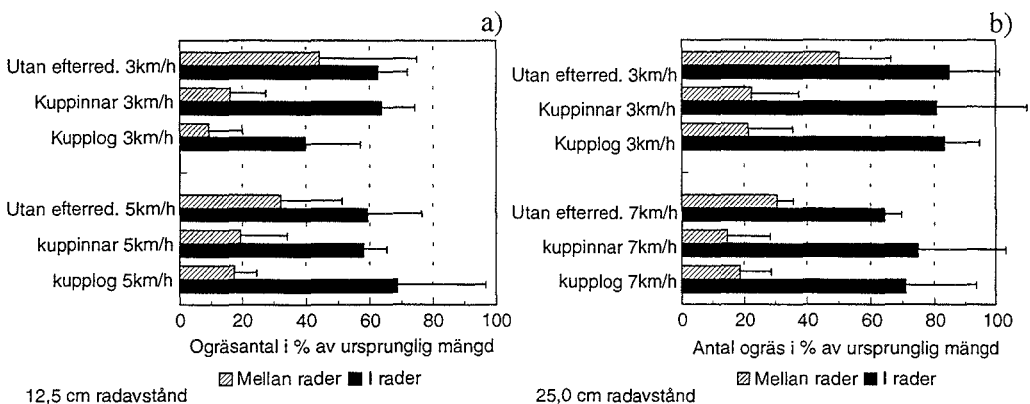 a)
Utan efterred. 3km/h
Kuppinnar 3km/h
Kupplog 3km/h
Utan efterred. 5km/h
kuppinnar 5km/h
kupplog 5km/h
0 20 40 60 80 100
Ogräsantal i % av ursprunglig mängd
Mellan rader I rader
12,5 cm radavstånd
b)
Utan efterred. 3km/h
Kuppinnar 3km/h
Kupplog 3km/h
Utan efterred. 7km/h
kuppinnar 7km/h
kupplog 7km/h
0 20 40 60 80 100
Antal ogräs i % av ursprunglig mängd
Mellan rader I rader
25,0 cm radavstånd